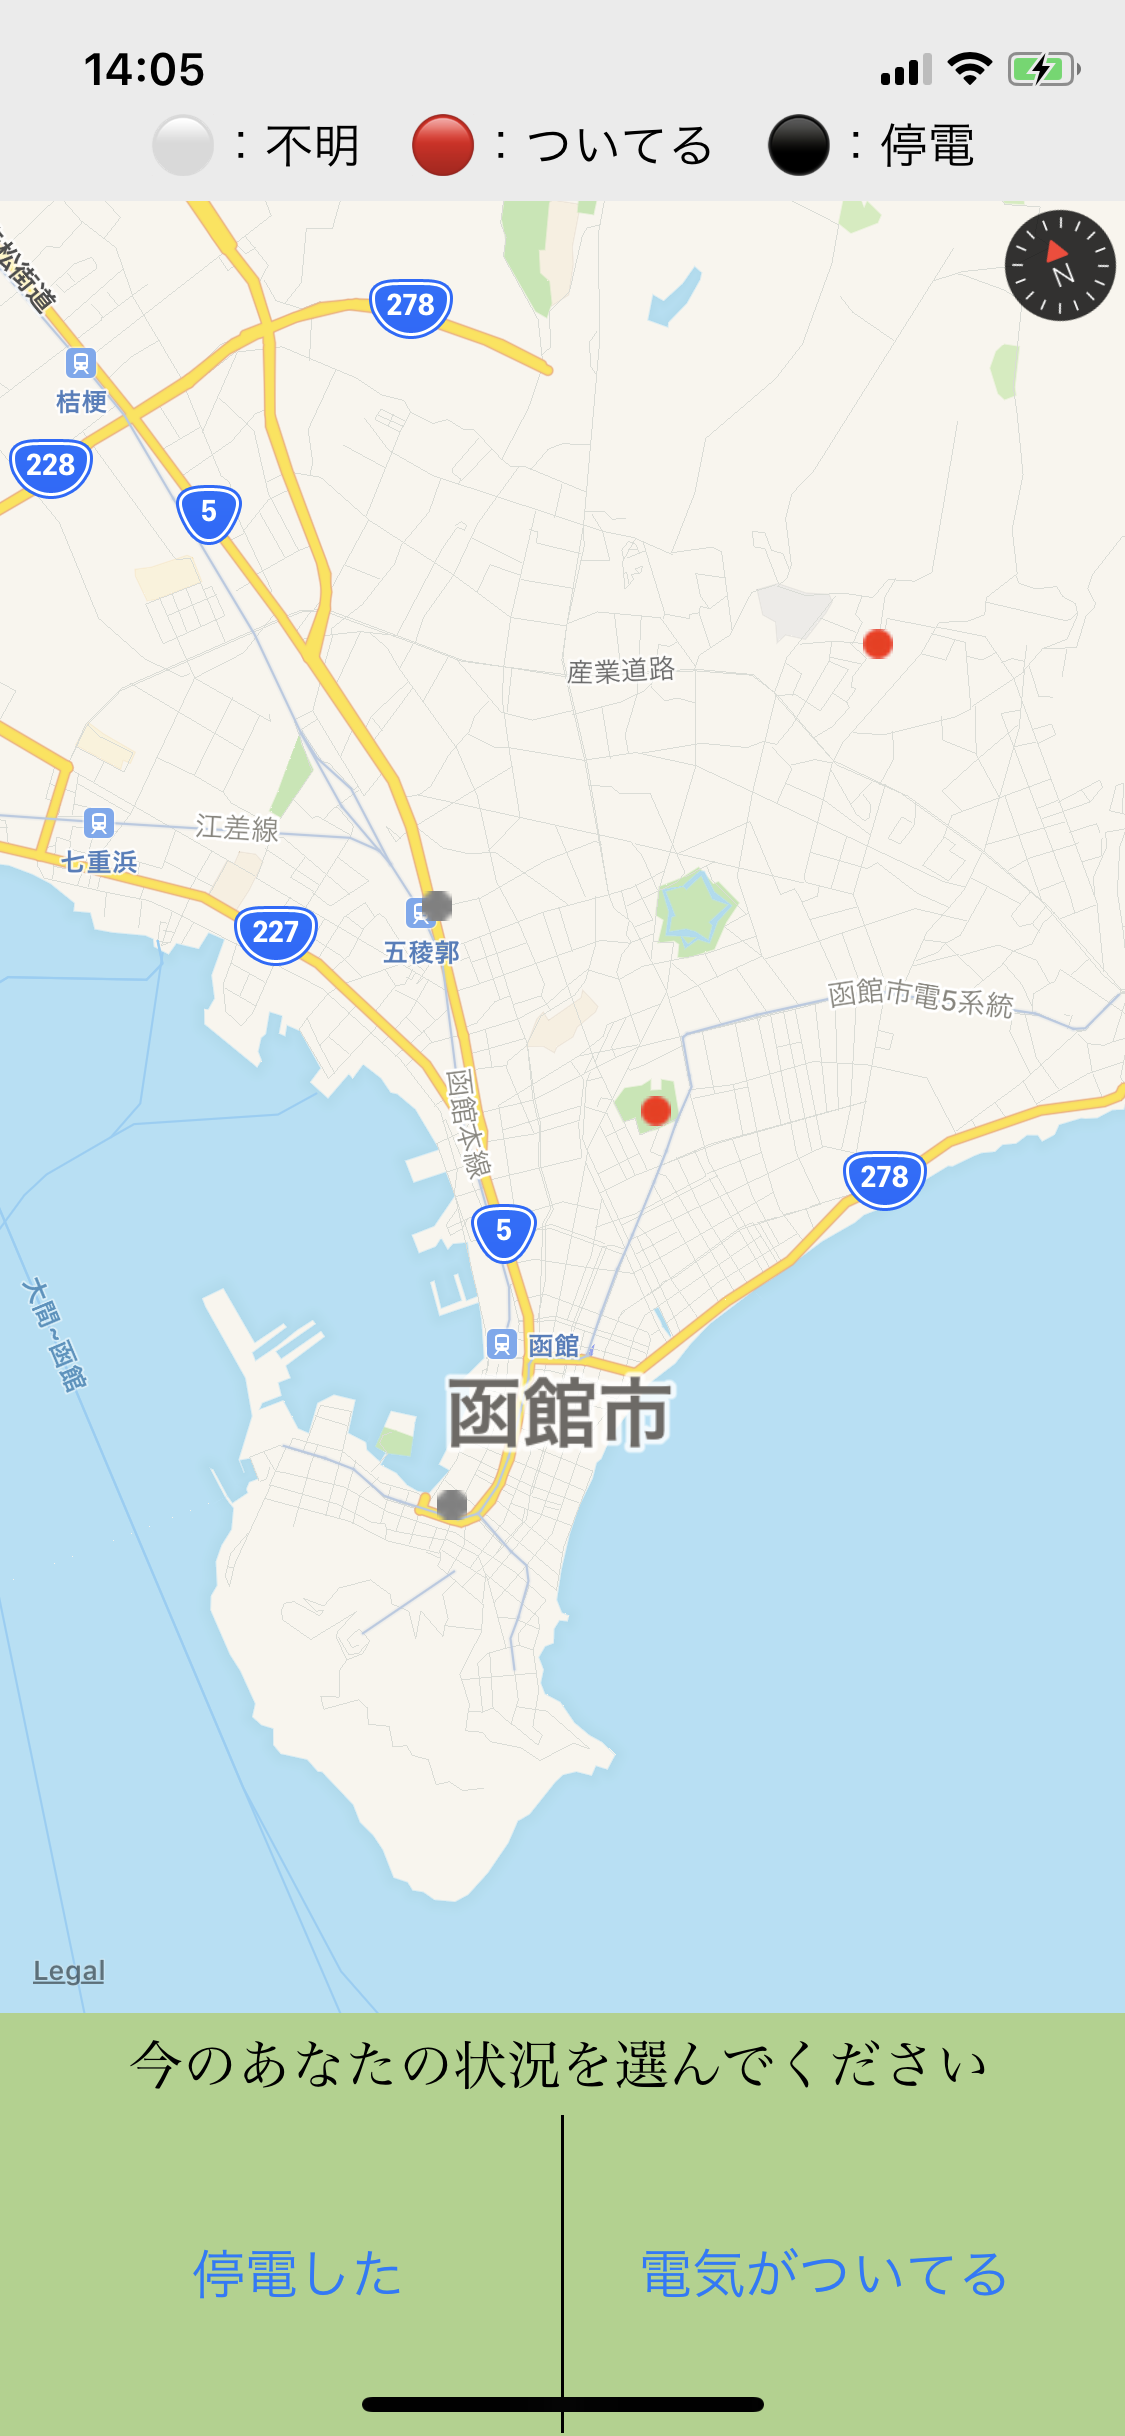 14:05
：不明 ：ついてる ：停電
松街道
278
N
桔梗
228
5
産業道路
江差線
七重浜
五稜郭
227
函館市電5系統
函館本線
278
5
大間~函館
函館
函館市
Legal
今のあなたの状況を選んでください
停電した 電気がついてる